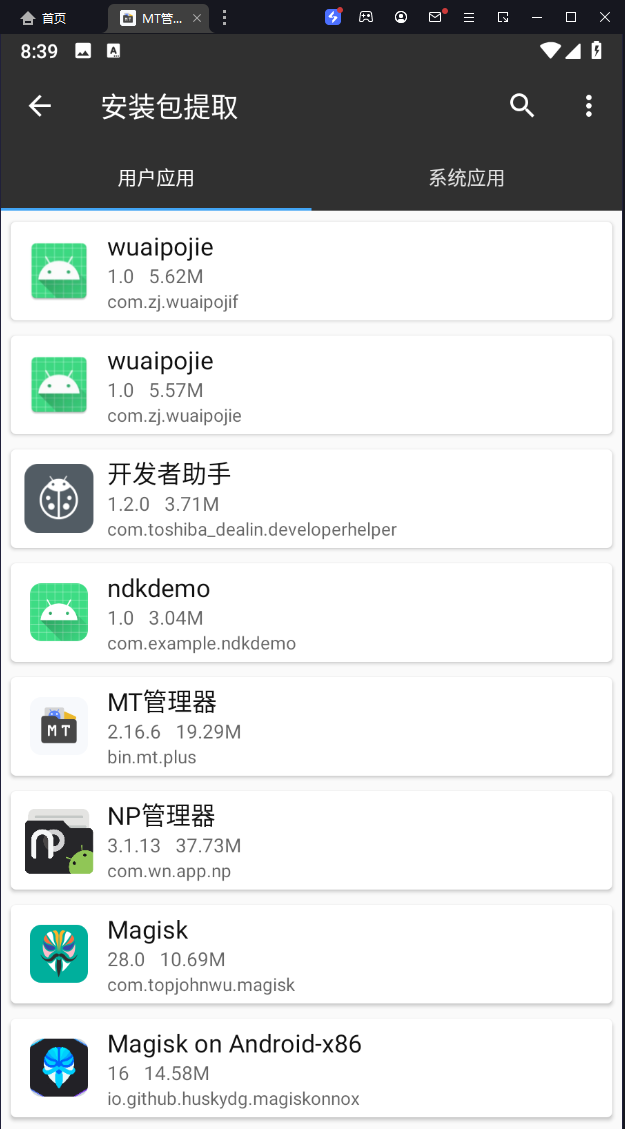 首页
MT管...
8:39
A
安装包提取
用户应用
系统应用
wuaipojie
1.0 5.62M
com.zj.wuaipojif
wuaipojie
1.0 5.57M
com.zj.wuaipojie
开发者助手
1.2.0 3.71M
com.toshiba_dealin.developerhelper
ndkdemo
1.0 3.04M
com.example.ndkdemo
MT管理器
2.16.6 19.29M
MT
bin.mt.plus
NP管理器
3.1.13 37.73M
np
com.wn.app.np
Magisk
28.0 10.69M
com.topjohnwu.magisk
Magisk on Android-x86
16 14.58M
io.github.huskydg.magiskonnox